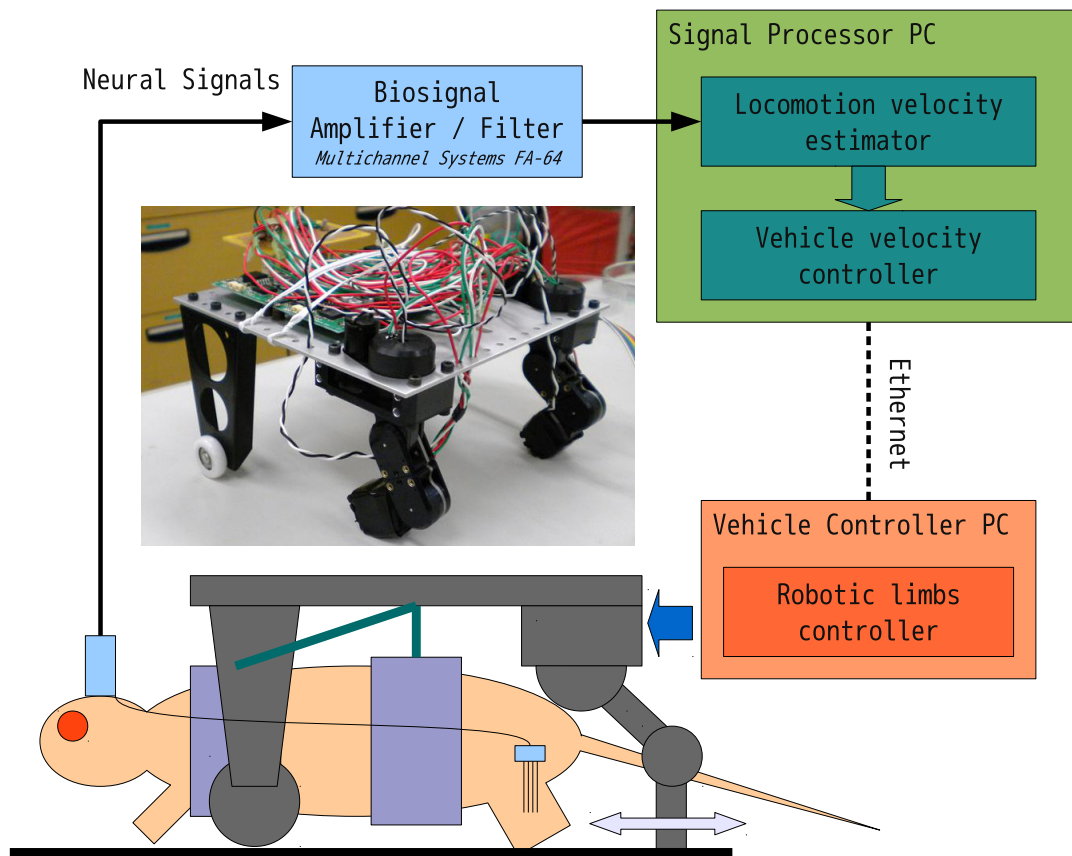 Neural Signals
Biosignal
Amplifier / Filter
Multichannel Systems FA-64
Signal Processor PC
Locomotion velocity
estimator
Vehicle velocity
controller
Ethernet
Vehicle Controller PC
Robotic limbs
controller